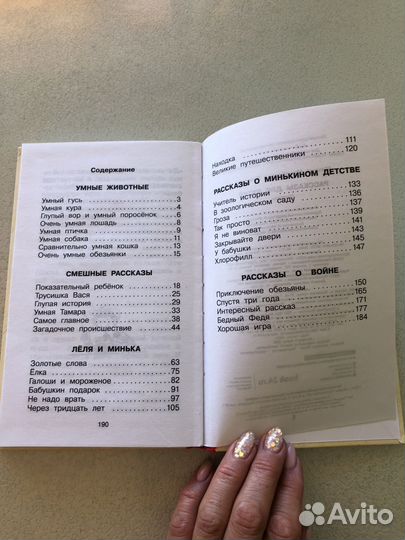 Содержание
УМНЫЕ ЖИВОТНЫЕ
Умный гусь 3
Умная кура 4
Глупый вор и умный поросёнок 6
Очень умная лошадь 8
Умная птичка 9
Умная собака 11
Сравнительно умная кошка 13
Очень умные обезьянки 15
СМЕШНЫЕ РАССКАЗЫ
Показательный ребёнок 18
Трусишка Вася 25
Глупая история 29
Умная Тамара 33
Самое главное 38
Загадочное происшествие 44
ЛЁЛЯ И МИНЬКА
Золотые слова 63
Ёлка 75
Галоши и мороженое 82
Бабушкин подарок 91
Не надо врать 97
Через тридцать лет 105
190
Находка 111
Великие путешественники 120
РАССКАЗЫ О МИНЬКИНОМ ДЕТСТВЕ
Учитель истории 133
В зоологическом саду 136
Гроза 137
Так просто 139
Я не виноват 141
Закрывайте двери 143
У бабушки 145
Хлорофилл 147
РАССКАЗЫ О ВОЙНЕ
Приключение обезьяны 150
Спустя три года 165
Интересный рассказ 171
Бедный Федя 177
Хорошая игра 184
Avito